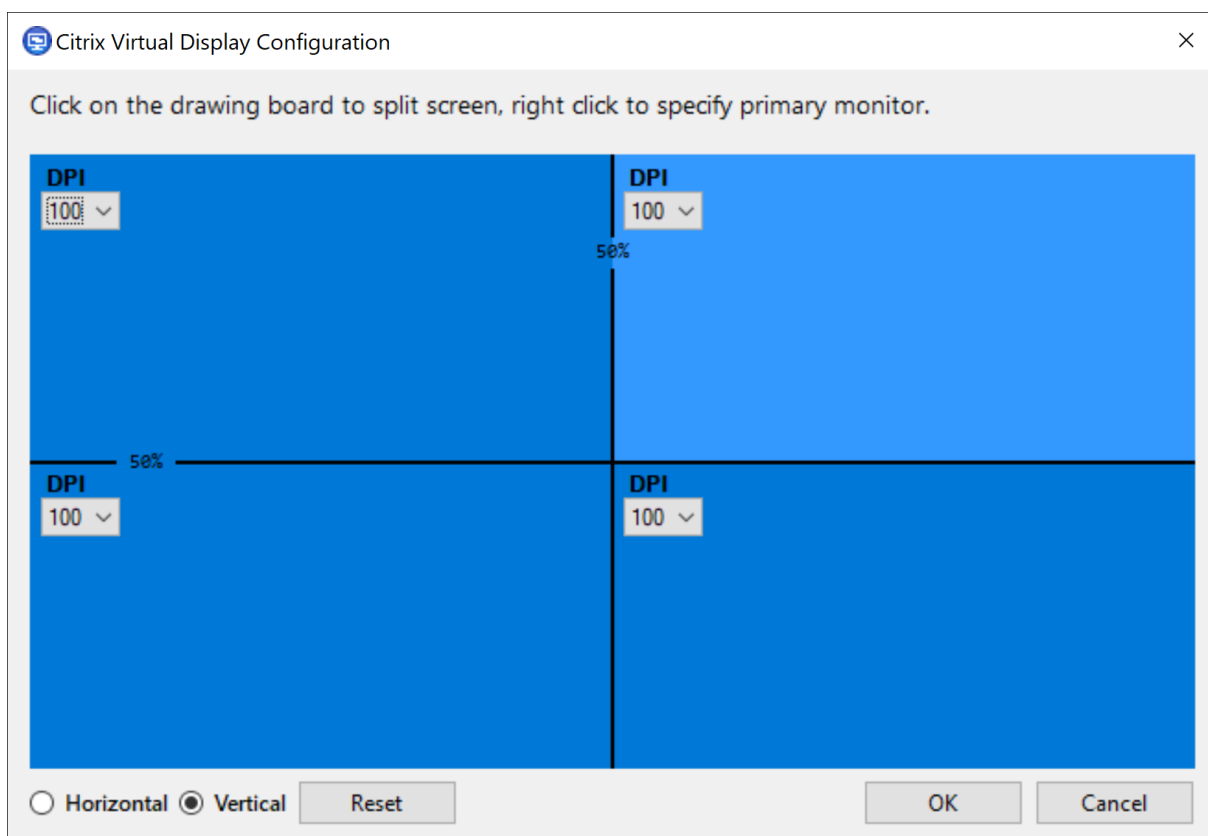 Citrix Virtual Display Configuration
Click on the drawing board to split screen, right click to specify primary monitor.
DPI
100
DPI
100
50%
50%
DPI
100
DPI
100
Horizontal Vertical Reset OK Cancel